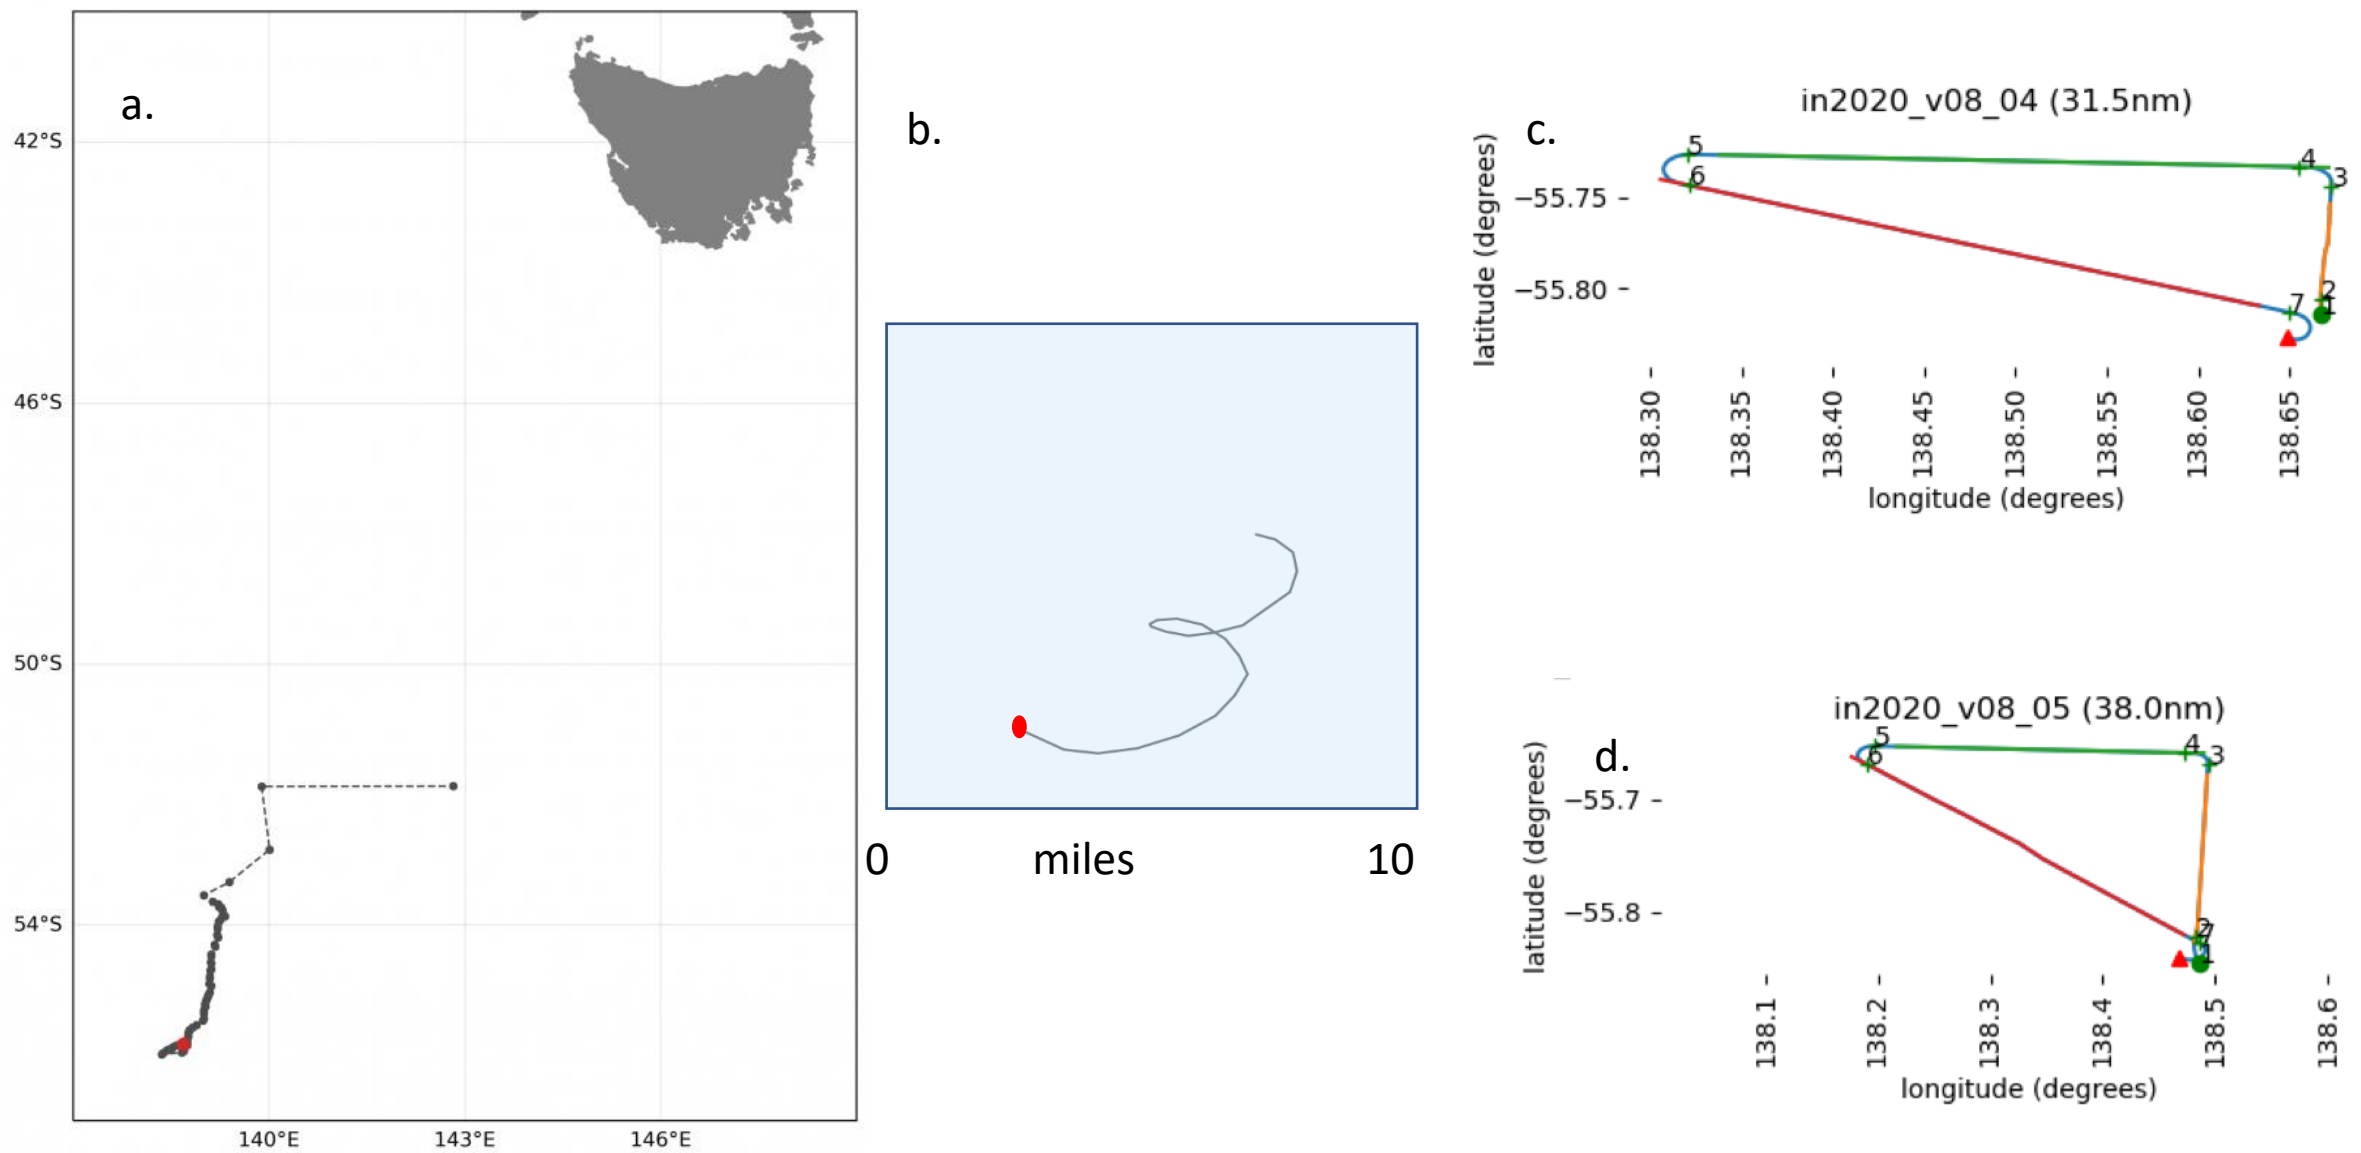 a.
42°S
46°S
50°S
54°S
140°E
143°E
146°E
b.
0
miles
10
c.
in2020_v08_04 (31.5nm)
latitude (degrees)
−55.75
−55.80
5
6
4
3
2
1
7
138.30
138.35
138.40
138.45
138.50
138.55
138.60
138.65
longitude (degrees)
d.
in2020_v08_05 (38.0nm)
latitude (degrees)
−55.7
−55.8
5
6
4
3
2
7
1
138.1
138.2
138.3
138.4
138.5
138.6
longitude (degrees)